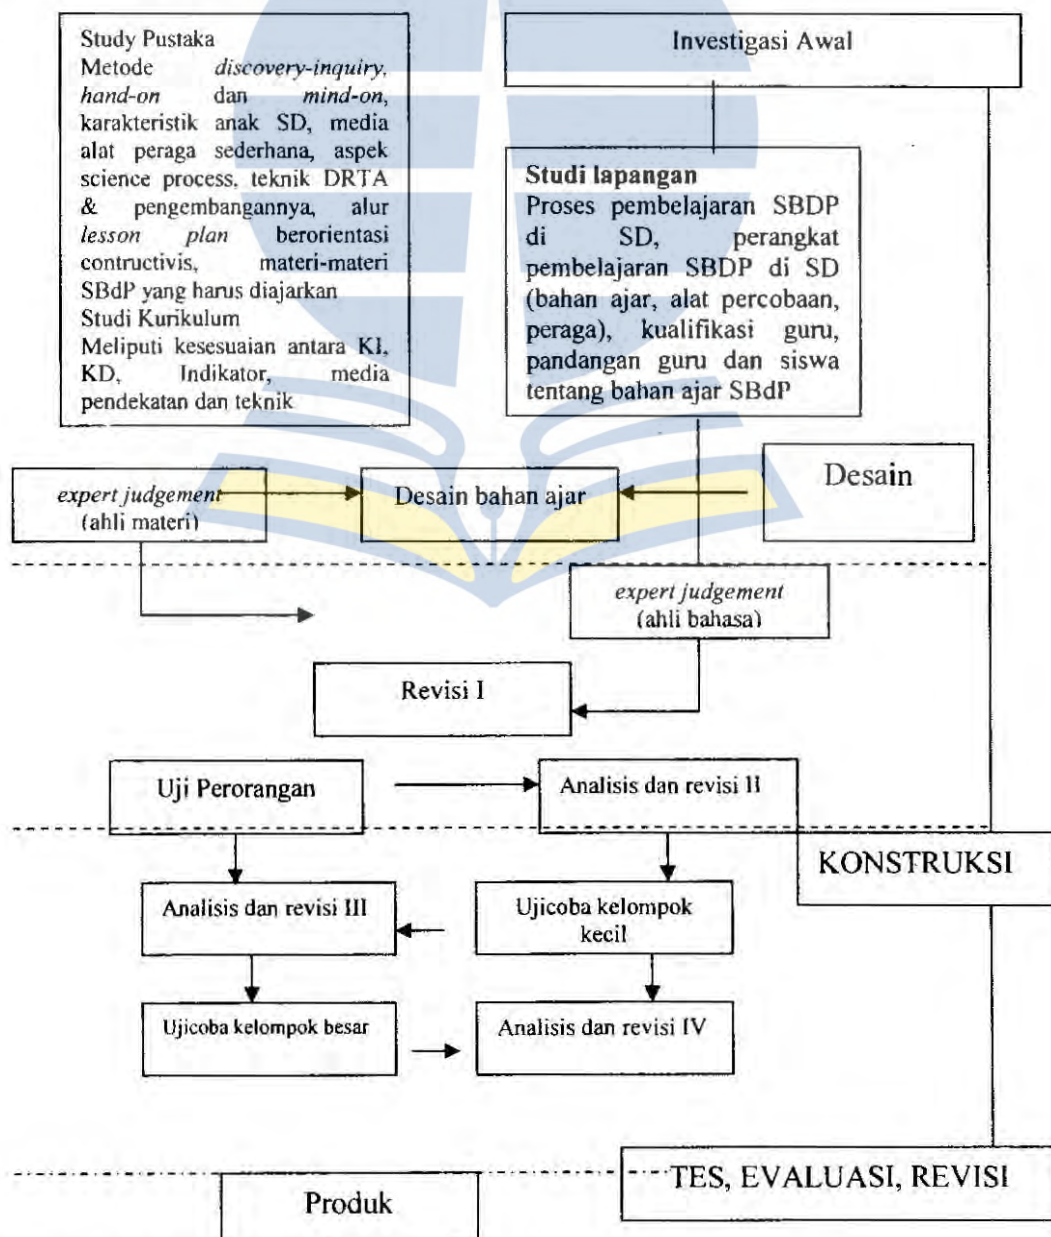 Study Pustaka
Metode discovery-inquiry,
hand-on dan mind-on,
karakteristik anak SD, media
alat peraga sederhana, aspek
science process, teknik DRTA
& pengembangannya, alur
lesson plan berorientasi
contructivis, materi-materi
SBdP yang harus diajarkan
Studi Kurikulum
Meliputi kesesuaian antara KI,
KD, Indikator, media
pendekatan dan teknik
Investigasi Awal
Studi lapangan
Proses pembelajaran SBDP
di SD, perangkat
pembelajaran SBDP di SD
(bahan ajar, alat percobaan,
peraga), kualifikasi guru,
pandangan guru dan siswa
tentang bahan ajar SBdP
expert judgement
(ahli materi)
Desain bahan ajar
Desain
expert judgement
(ahli bahasa)
Revisi I
Uji Perorangan
Analisis dan revisi II
KONSTRUKSI
Analisis dan revisi III
Ujicoba kelompok
kecil
Ujicoba kelompok besar
Analisis dan revisi IV
TES, EVALUASI, REVISI
Produk